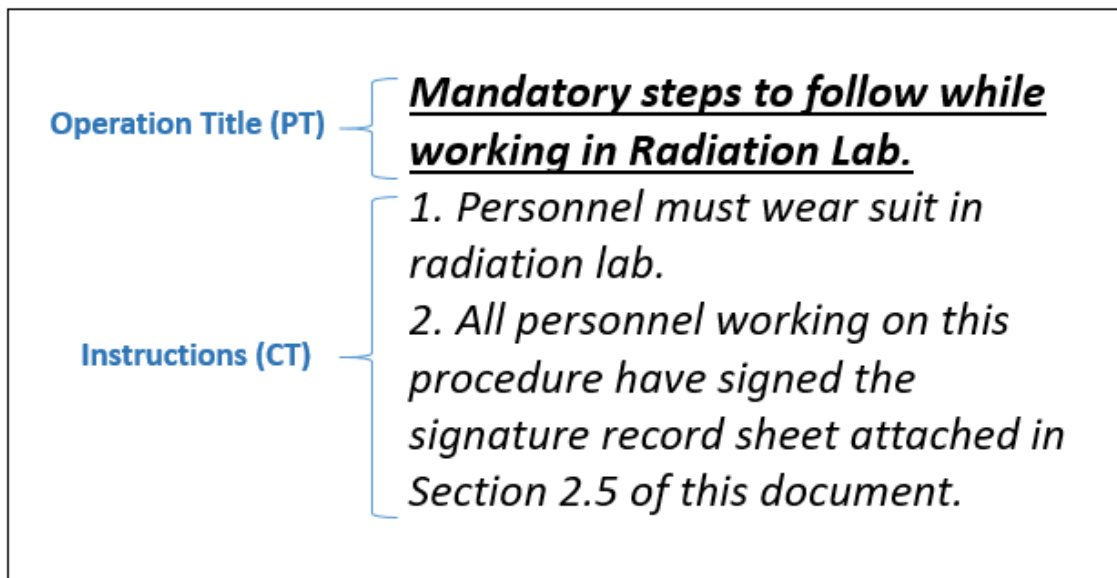 Operation Title (PT)
Mandatory steps to follow while
working in Radiation Lab.
Instructions (CT)
1. Personnel must wear suit in
radiation lab.
2. All personnel working on this
procedure have signed the
signature record sheet attached in
Section 2.5 of this document.